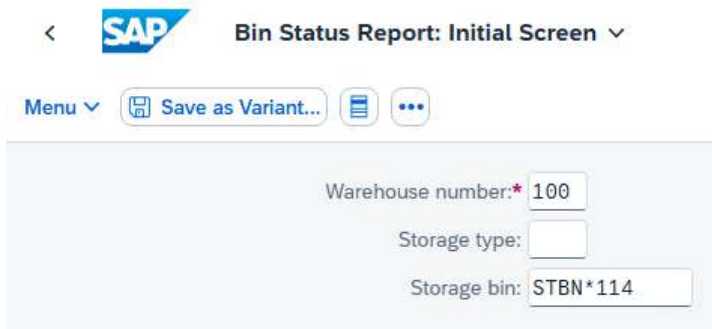 SAP Bin Status Report: Initial Screen
Menu Save as Variant...
Warehouse number:* 100
Storage type:
Storage bin: STBN*114